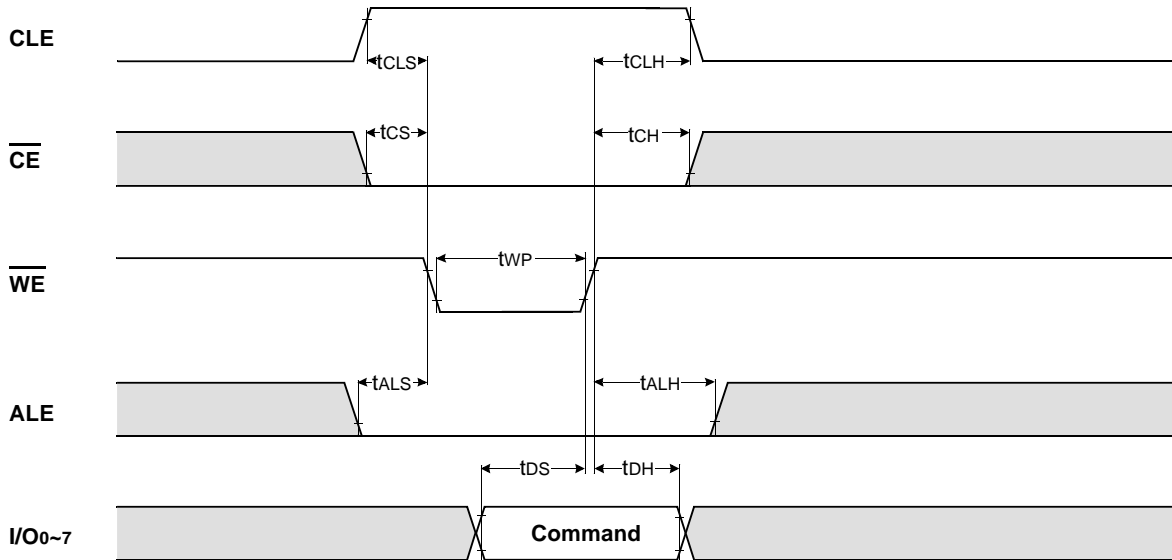 CLE
tCLS
tCLH
CE
tCS
tCH
WE
tWP
ALE
tALS
tALH
I/O0~7
tDS
tDH
Command